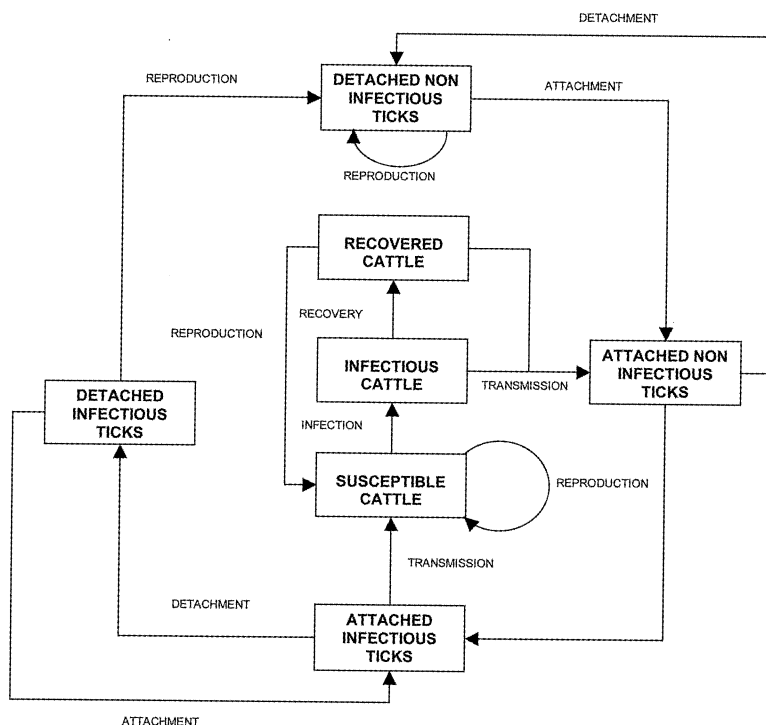 DETACHMENT
REPRODUCTION
DETACHED NON
INFECTIOUS
TICKS
ATTACHMENT
REPRODUCTION
RECOVERED
CATTLE
RECOVERY
REPRODUCTION
INFECTIOUS
CATTLE
TRANSMISSION
ATTACHED NON
INFECTIOUS
TICKS
DETACHED
INFECTIOUS
TICKS
INFECTION
SUSCEPTIBLE
CATTLE
REPRODUCTION
TRANSMISSION
DETACHMENT
ATTACHED
INFECTIOUS
TICKS
ATTACHMENT